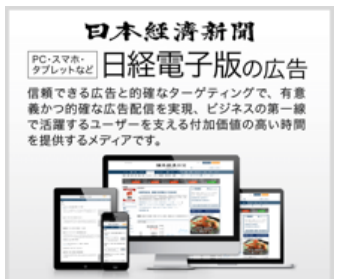 日本経済新聞
PC・スマホ・
タブレットなど
日経電子版の広告
信頼できる広告と的確なターゲティングで、有意
義かつ的確な広告配信を実現、ビジネスの第一線
で活躍するユーザーを支える付加価値の高い時間
を提供するメディアです。